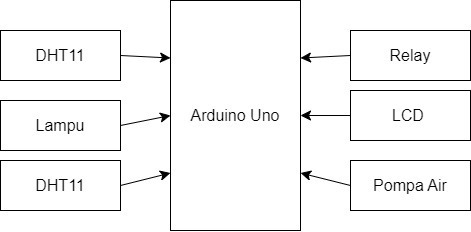 DHT11
Lampu
DHT11
Arduino Uno
Relay
LCD
Pompa Air